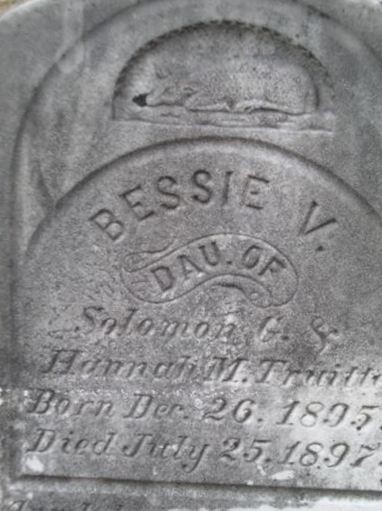 BESSIE V.
DAU. OF
Solomon G. &
Hannah M. Truitt
Born Dec. 26. 1895.
Died July 25. 1897.